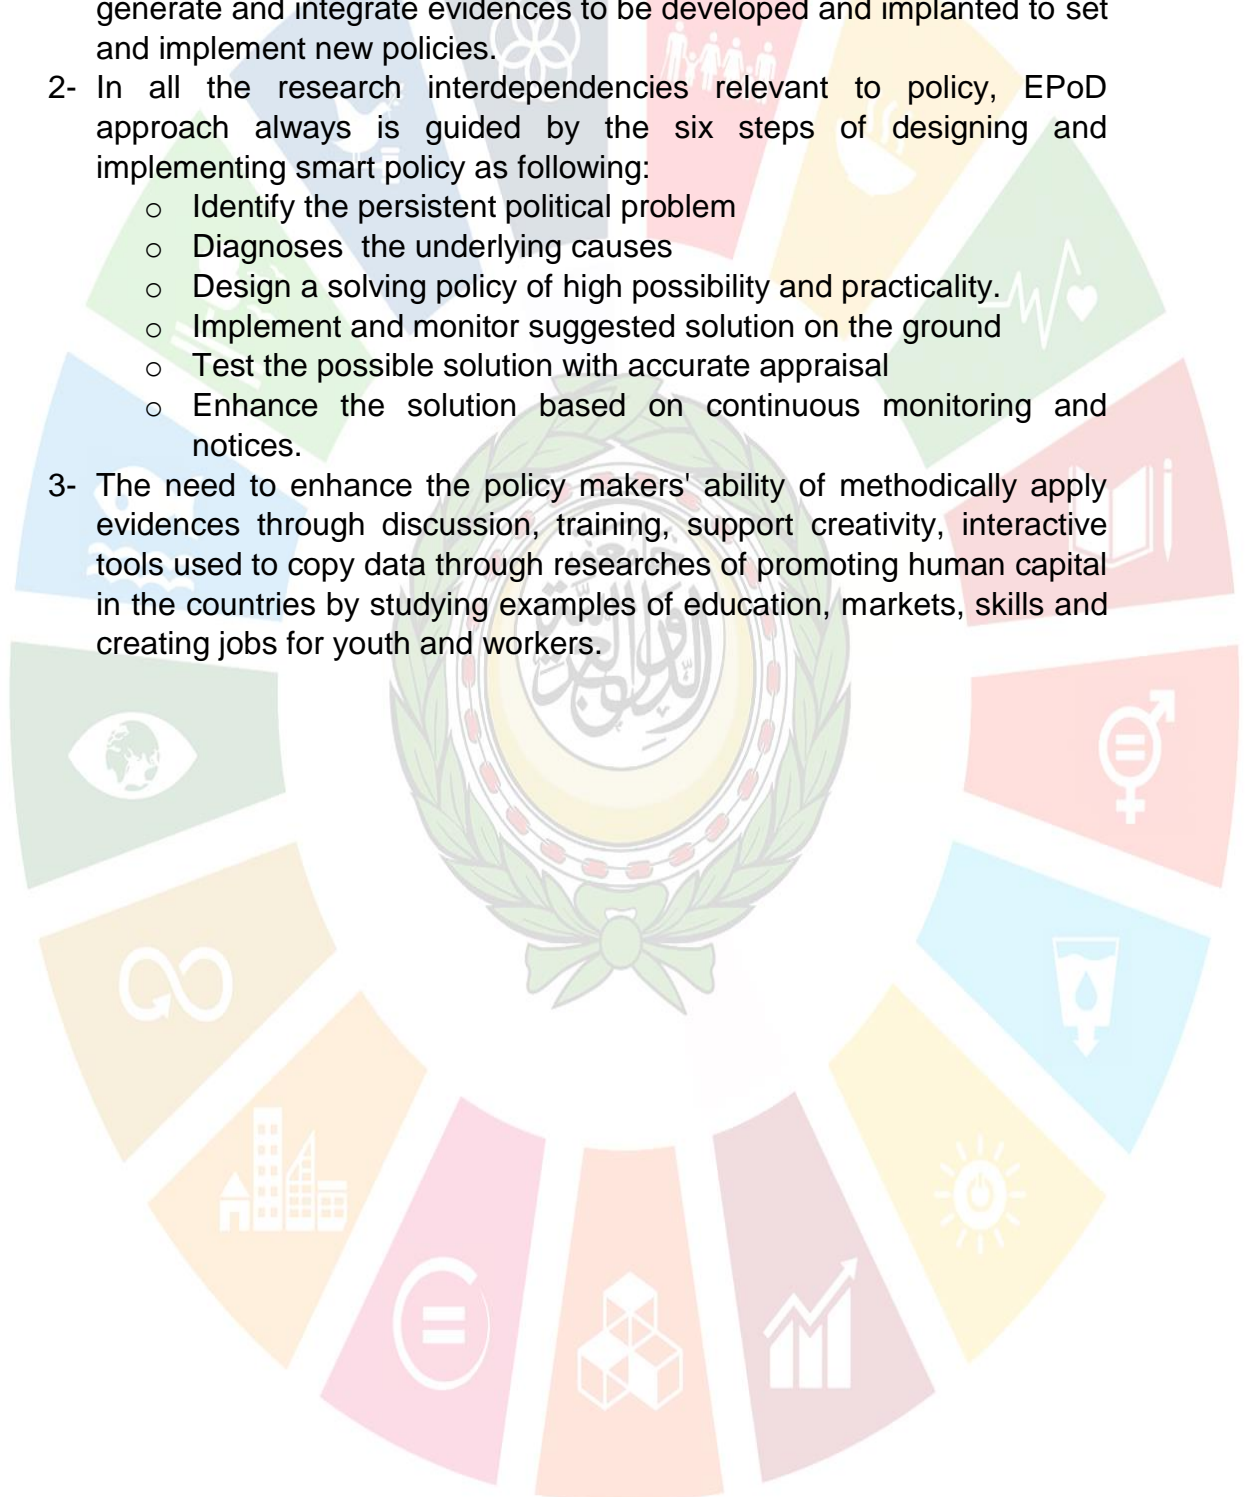 generate and integrate evidences to be developed and implanted to set
and implement new policies.
2- In all the research interdependencies relevant to policy, EPoD
approach always is guided by the six steps of designing and
implementing smart policy as following:
o Identify the persistent political problem
o Diagnoses the underlying causes
o Design a solving policy of high possibility and practicality.
o Implement and monitor suggested solution on the ground
o Test the possible solution with accurate appraisal
o Enhance the solution based on continuous monitoring and
notices.
3- The need to enhance the policy makers' ability of methodically apply
evidences through discussion, training, support creativity, interactive
tools used to copy data through researches of promoting human capital
in the countries by studying examples of education, markets, skills and
creating jobs for youth and workers.
جامعة
الدول العربية